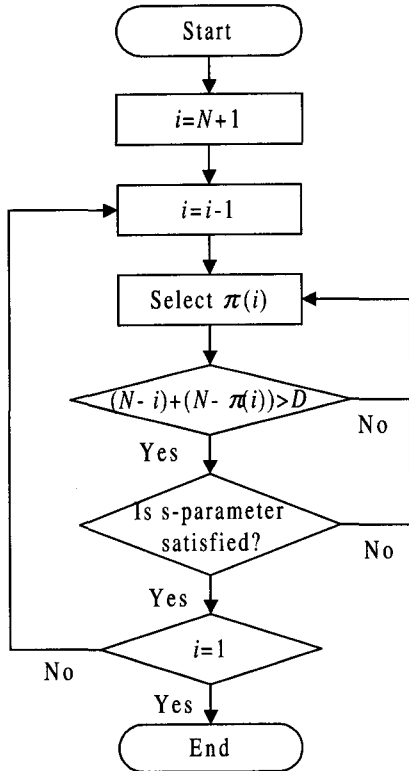 Start
i=N+1
i=i-1
Select π(i)
(N- i)+(N- π(i))>D
No
Yes
Is s-parameter
satisfied?
No
Yes
i=1
No
Yes
End